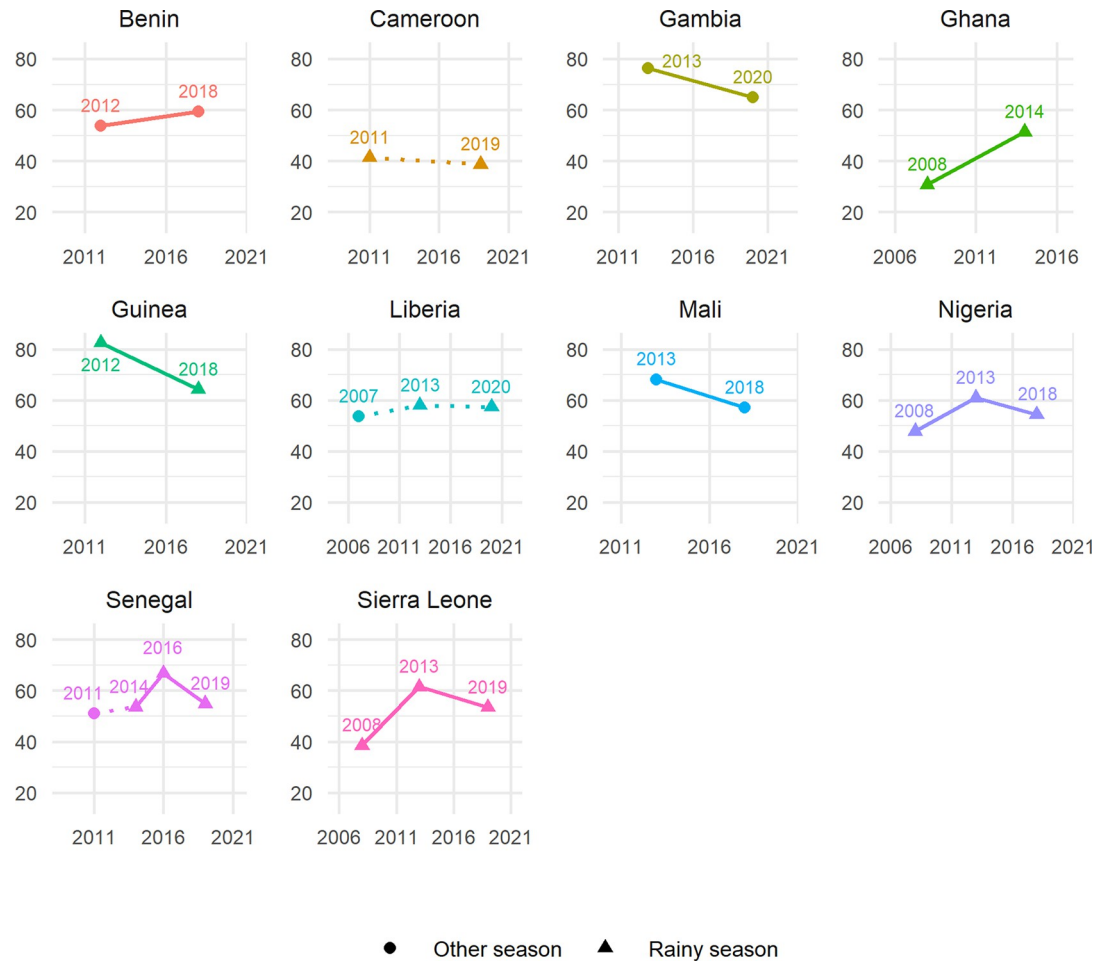 Benin Cameroon Gambia Ghana
80 80 80 80
2012 2018 2011 2019 2013 2020 2008 2014
60 60 60 60
40 40 40 40
20 20 20 20
2011 2016 2021 2011 2016 2021 2011 2016 2021 2006 2011 2016
Guinea Liberia Mali Nigeria
80 80 80 80
2012 2018 2007 2013 2020 2013 2018 2008 2013 2018
60 60 60 60
40 40 40 40
20 20 20 20
2011 2016 2021 2006 2011 2016 2021 2011 2016 2021 2006 2011 2016 2021
Senegal Sierra Leone
80 80
2011 2014 2016 2019 2008 2013 2019
60 60
40 40
20 20
2011 2016 2021 2006 2011 2016 2021
Other season Rainy season